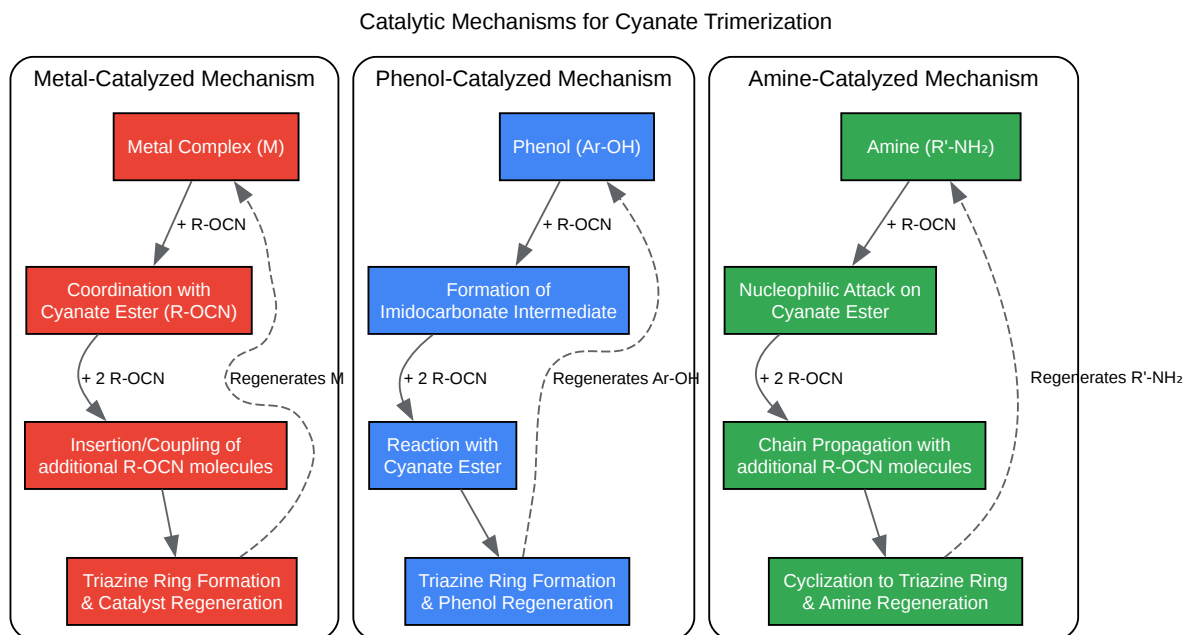 Catalytic Mechanisms for Cyanate Trimerization
Metal-Catalyzed Mechanism
Metal Complex (M)
+ R-OCN
Coordination with
Cyanate Ester (R-OCN)
+ 2 R-OCN
Regenerates M
Insertion/Coupling of
additional R-OCN molecules
Triazine Ring Formation
& Catalyst Regeneration
Phenol-Catalyzed Mechanism
Phenol (Ar-OH)
+ R-OCN
Formation of
Imidocarbonate Intermediate
+ 2 R-OCN
Regenerates Ar-OH
Reaction with
Cyanate Ester
Triazine Ring Formation
& Phenol Regeneration
Amine-Catalyzed Mechanism
Amine (R'-NH₂)
+ R-OCN
Nucleophilic Attack on
Cyanate Ester
+ 2 R-OCN
Regenerates R'-NH₂
Chain Propagation with
additional R-OCN molecules
Cyclization to Triazine Ring
& Amine Regeneration